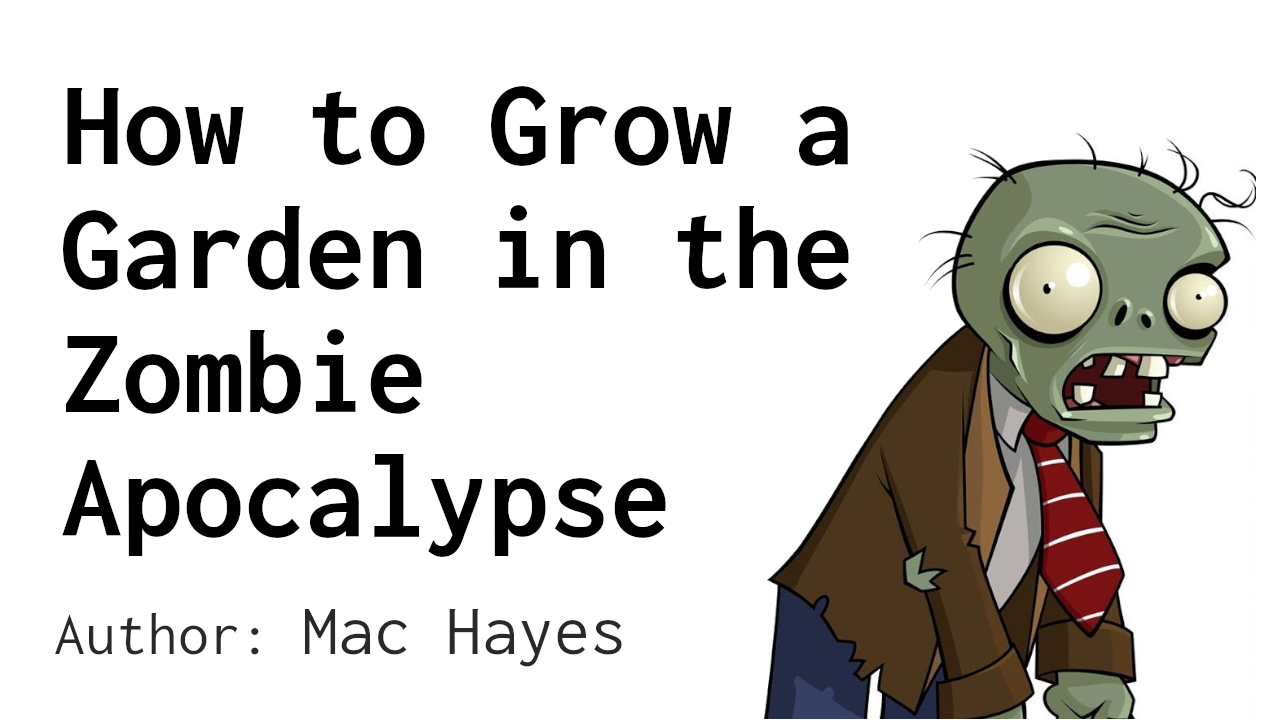 How to Grow a
Garden in the
Zombie
Apocalypse
Author: Mac Hayes